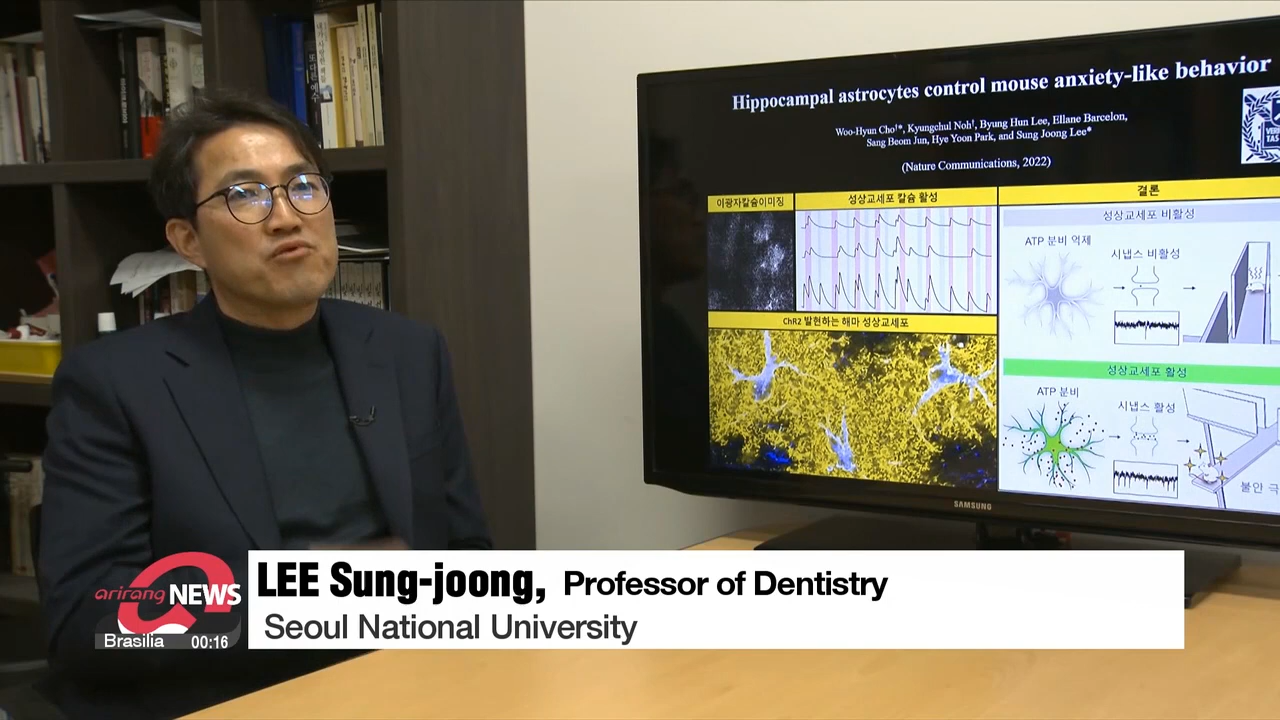 Hippocampal astrocytes control mouse anxiety-like behavior
Woo-Hyun Cho†*, Kyungchul Noh†, Byung Hun Lee, Ellane Barcelon,
Sang Beom Jun, Hye Yoon Park, and Sung Joong Lee*
(Nature Communications, 2022)
이광자칼슘이미징
성상교세포 칼슘 활성
결론
성상교세포 비활성
ATP 분비 억제
시냅스 비활성
ChR2 발현하는 해마 성상교세포
성상교세포 활성
ATP 분비
시냅스 활성
불안 극
SAMSUNG
arirang NEWS
Brasilia 00:16
LEE Sung-joong, Professor of Dentistry
Seoul National University